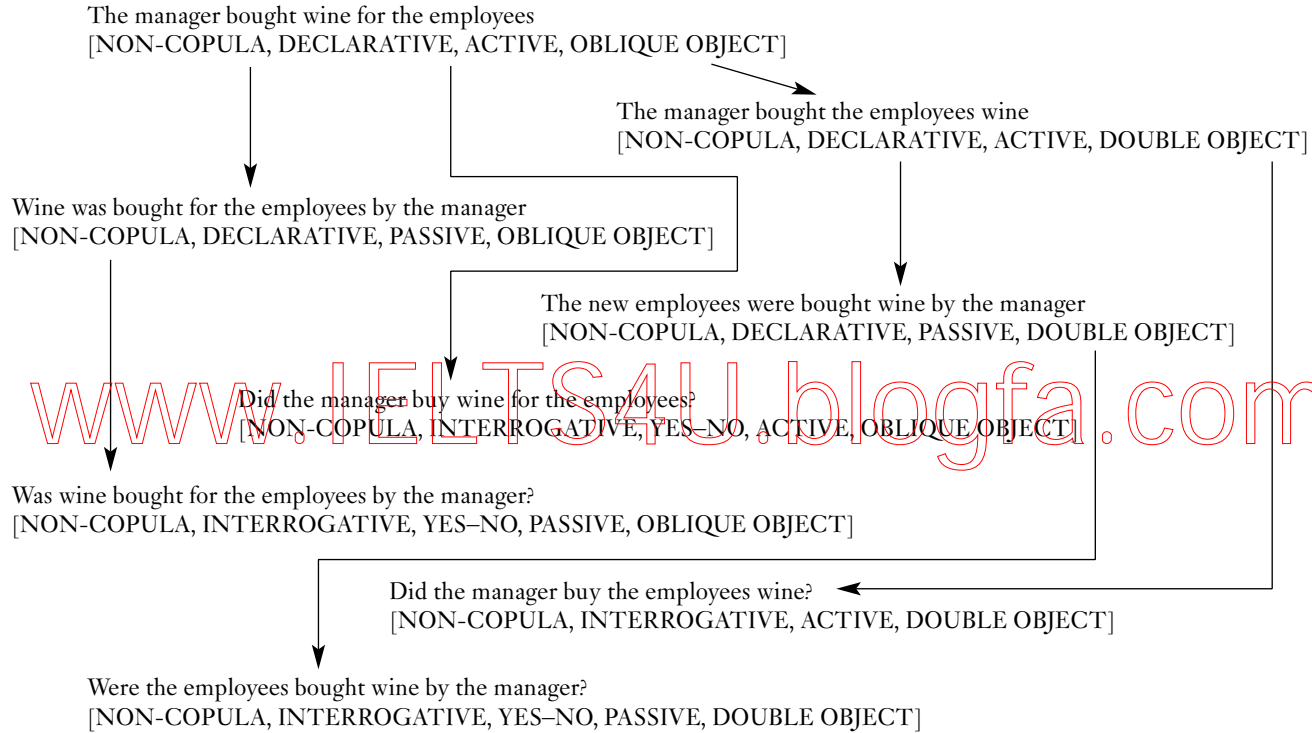 The manager bought wine for the employees
[NON-COPULA, DECLARATIVE, ACTIVE, OBLIQUE OBJECT]
The manager bought the employees wine
[NON-COPULA, DECLARATIVE, ACTIVE, DOUBLE OBJECT]
Wine was bought for the employees by the manager
[NON-COPULA, DECLARATIVE, PASSIVE, OBLIQUE OBJECT]
The new employees were bought wine by the manager
[NON-COPULA, DECLARATIVE, PASSIVE, DOUBLE OBJECT]
www.IELTS4U.blogfa.com
Did the manager buy wine for the employees?
[NON-COPULA, INTERROGATIVE, YES–NO, ACTIVE, OBLIQUE OBJECT]
Was wine bought for the employees by the manager?
[NON-COPULA, INTERROGATIVE, YES–NO, PASSIVE, OBLIQUE OBJECT]
Did the manager buy the employees wine?
[NON-COPULA, INTERROGATIVE, ACTIVE, DOUBLE OBJECT]
Were the employees bought wine by the manager?
[NON-COPULA, INTERROGATIVE, YES–NO, PASSIVE, DOUBLE OBJECT]